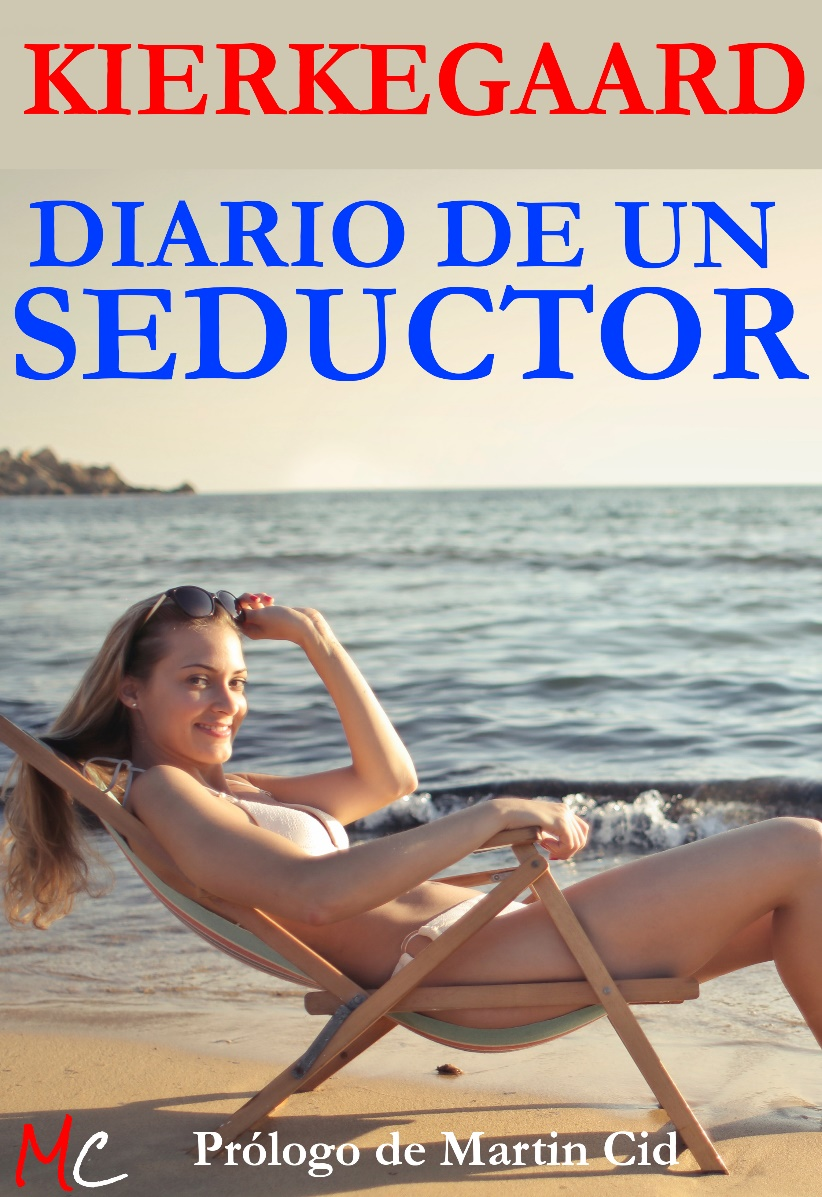 KIERKEGAARD
DIARIO DE UN
SEDUCTOR
MC
Prólogo de Martin Cid